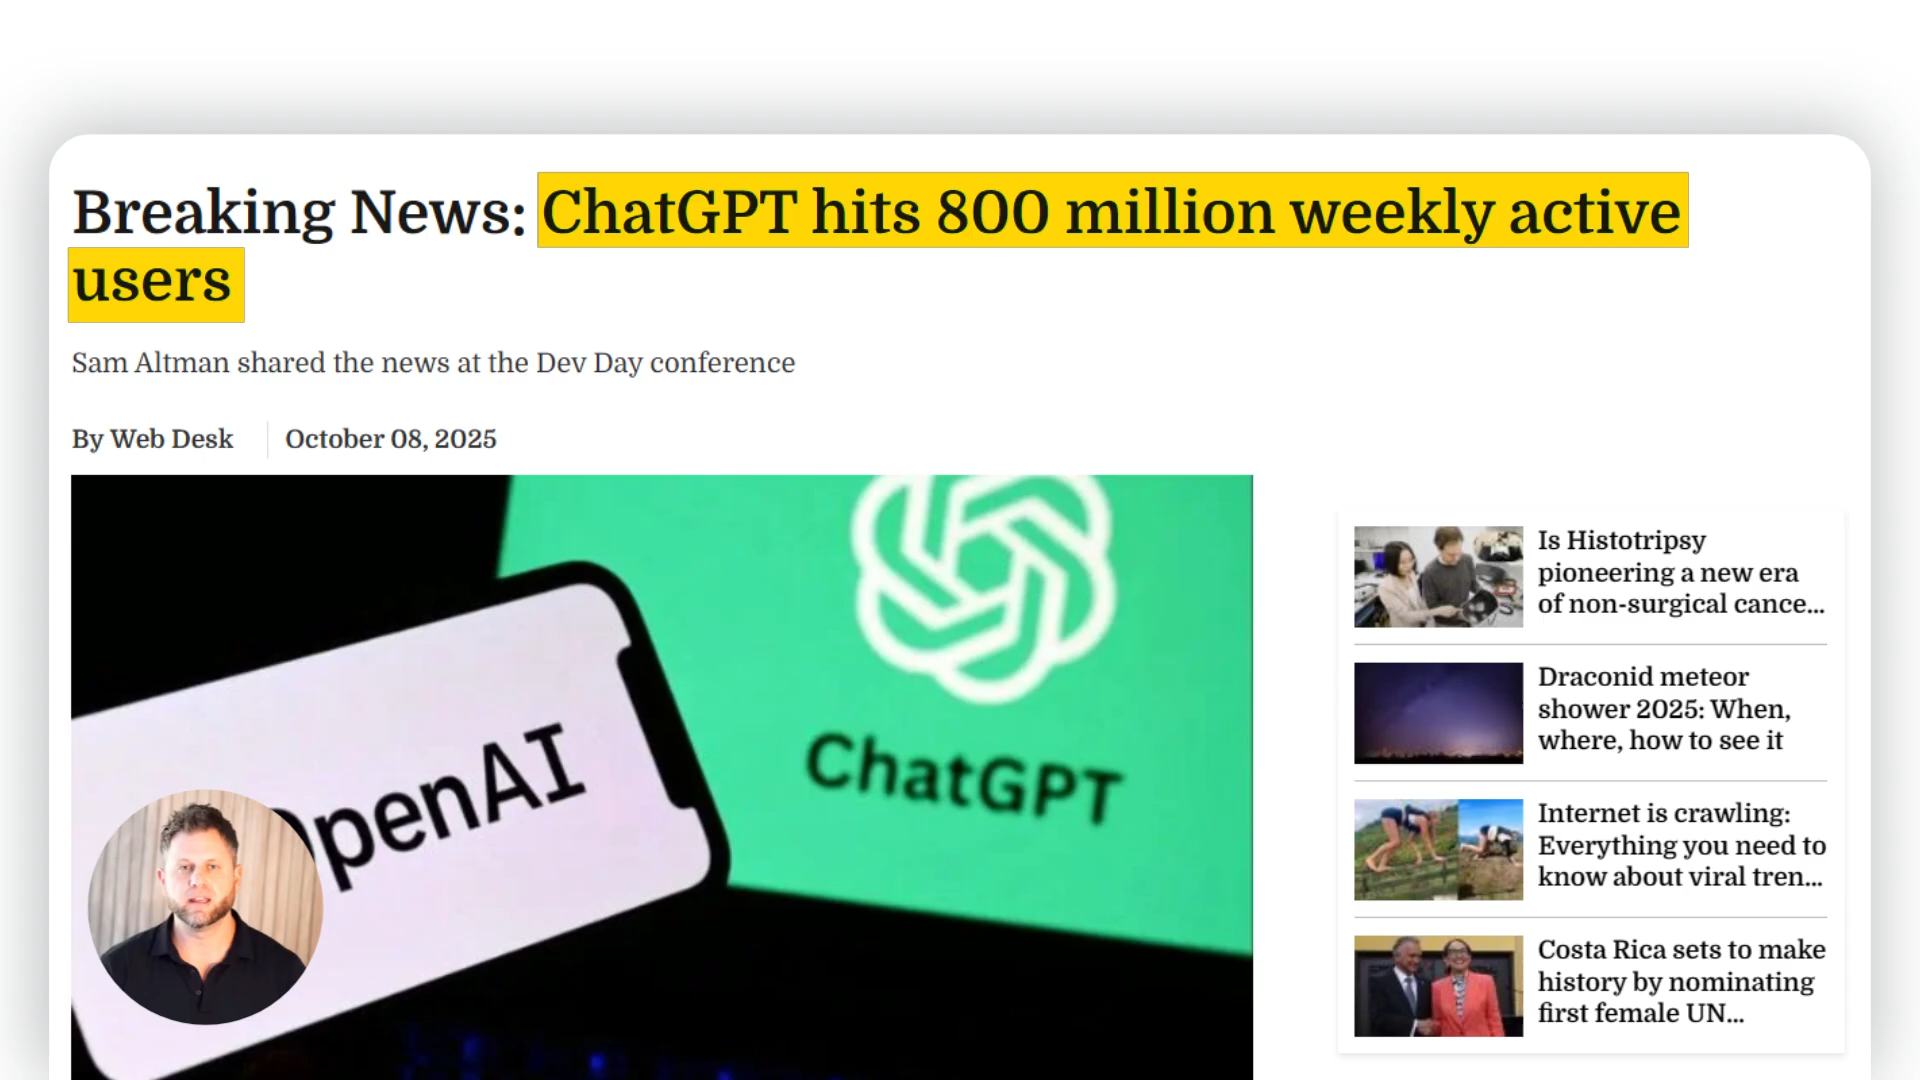 Breaking News: ChatGPT hits 800 million weekly active
users
Sam Altman shared the news at the Dev Day conference
By Web Desk
October 08, 2025
OpenAI
ChatGPT
Is Histotripsy
pioneering a new era
of non-surgical cance...
Draconid meteor
shower 2025: When,
where, how to see it
Internet is crawling:
Everything you need to
know about viral tren...
Costa Rica sets to make
history by nominating
first female UN...